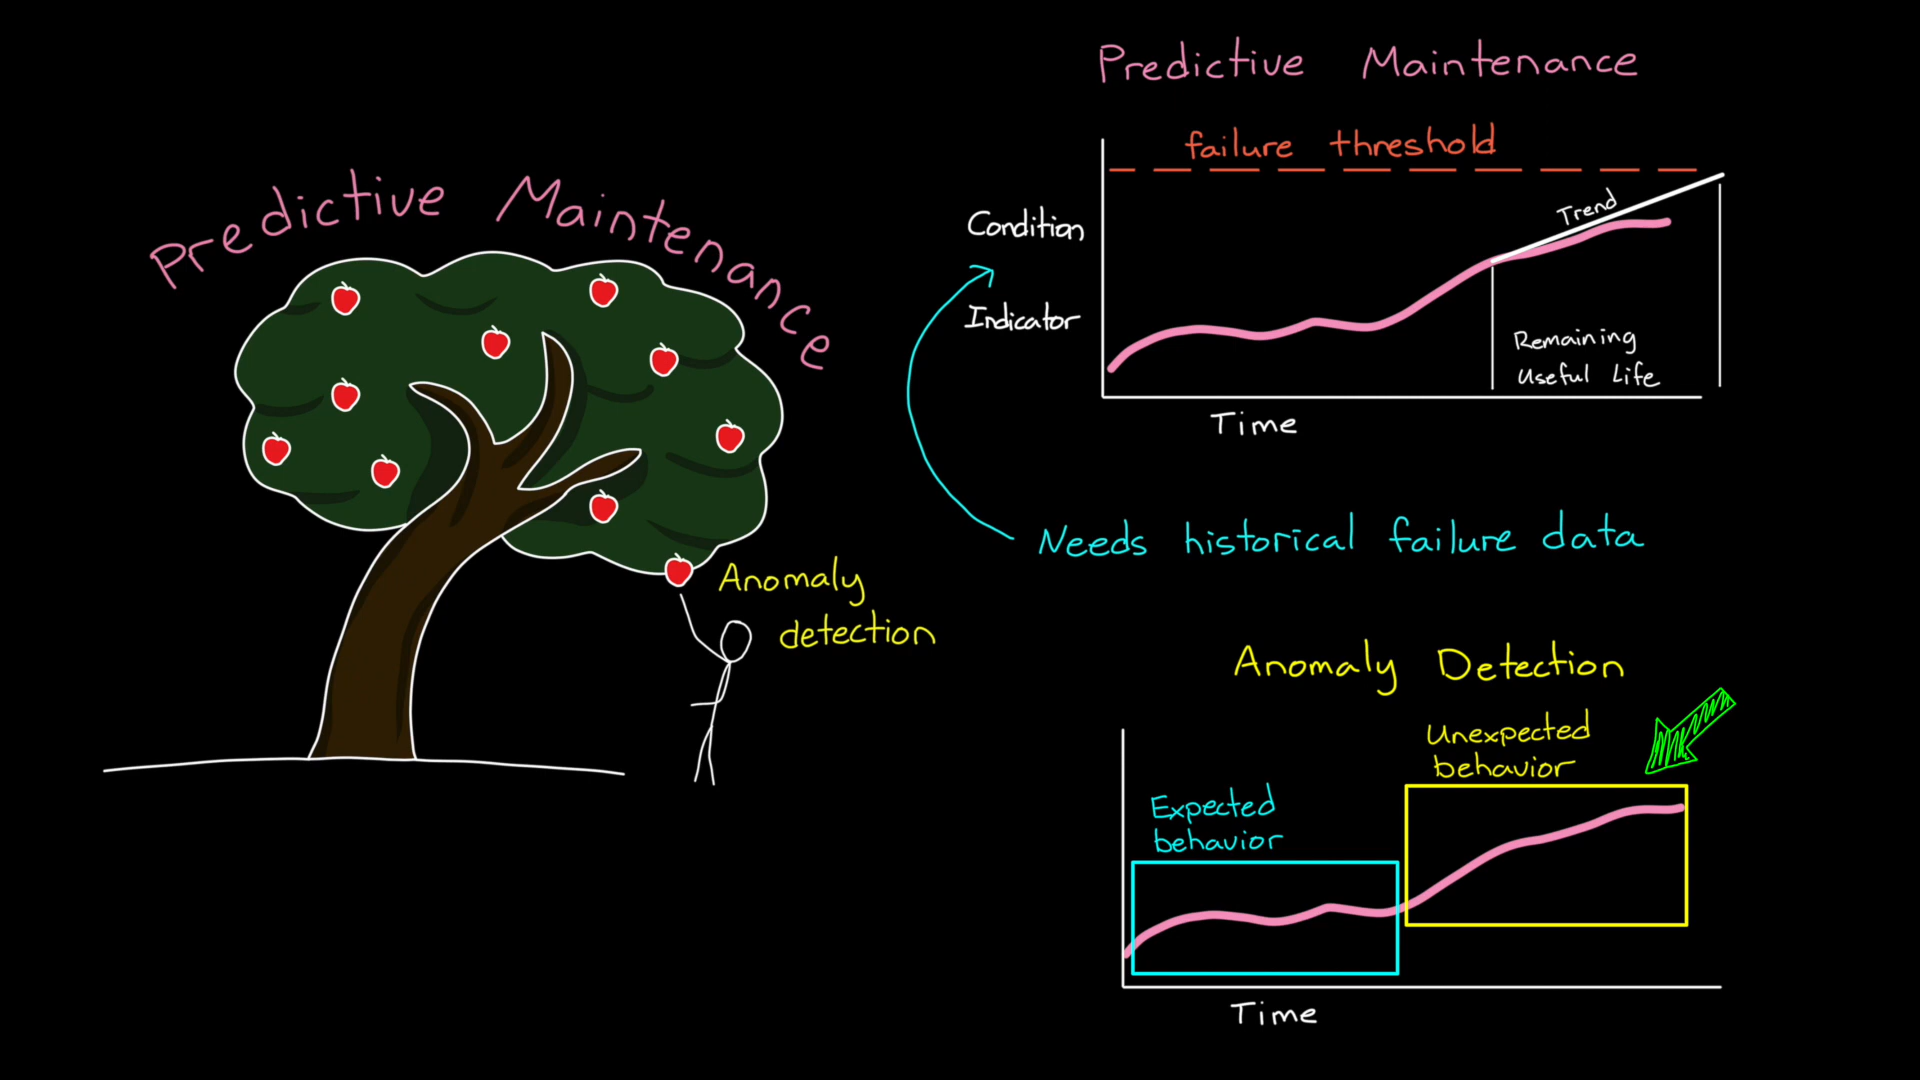 Predictive Maintenance
Anomaly
detection
Predictive Maintenance
failure threshold
Trend
Condition
Indicator
Remaining
Useful Life
Time
Needs historical failure data
Anomaly Detection
Unexpected
behavior
Expected
behavior
Time